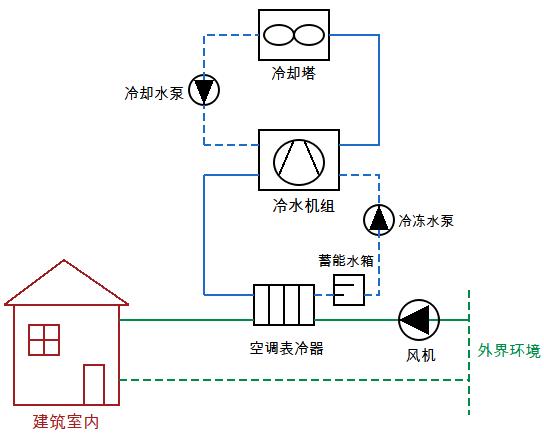 冷却塔
冷却水泵
冷水机组
冷冻水泵
蓄能水箱
空调表冷器
风机
外界环境
建筑室内